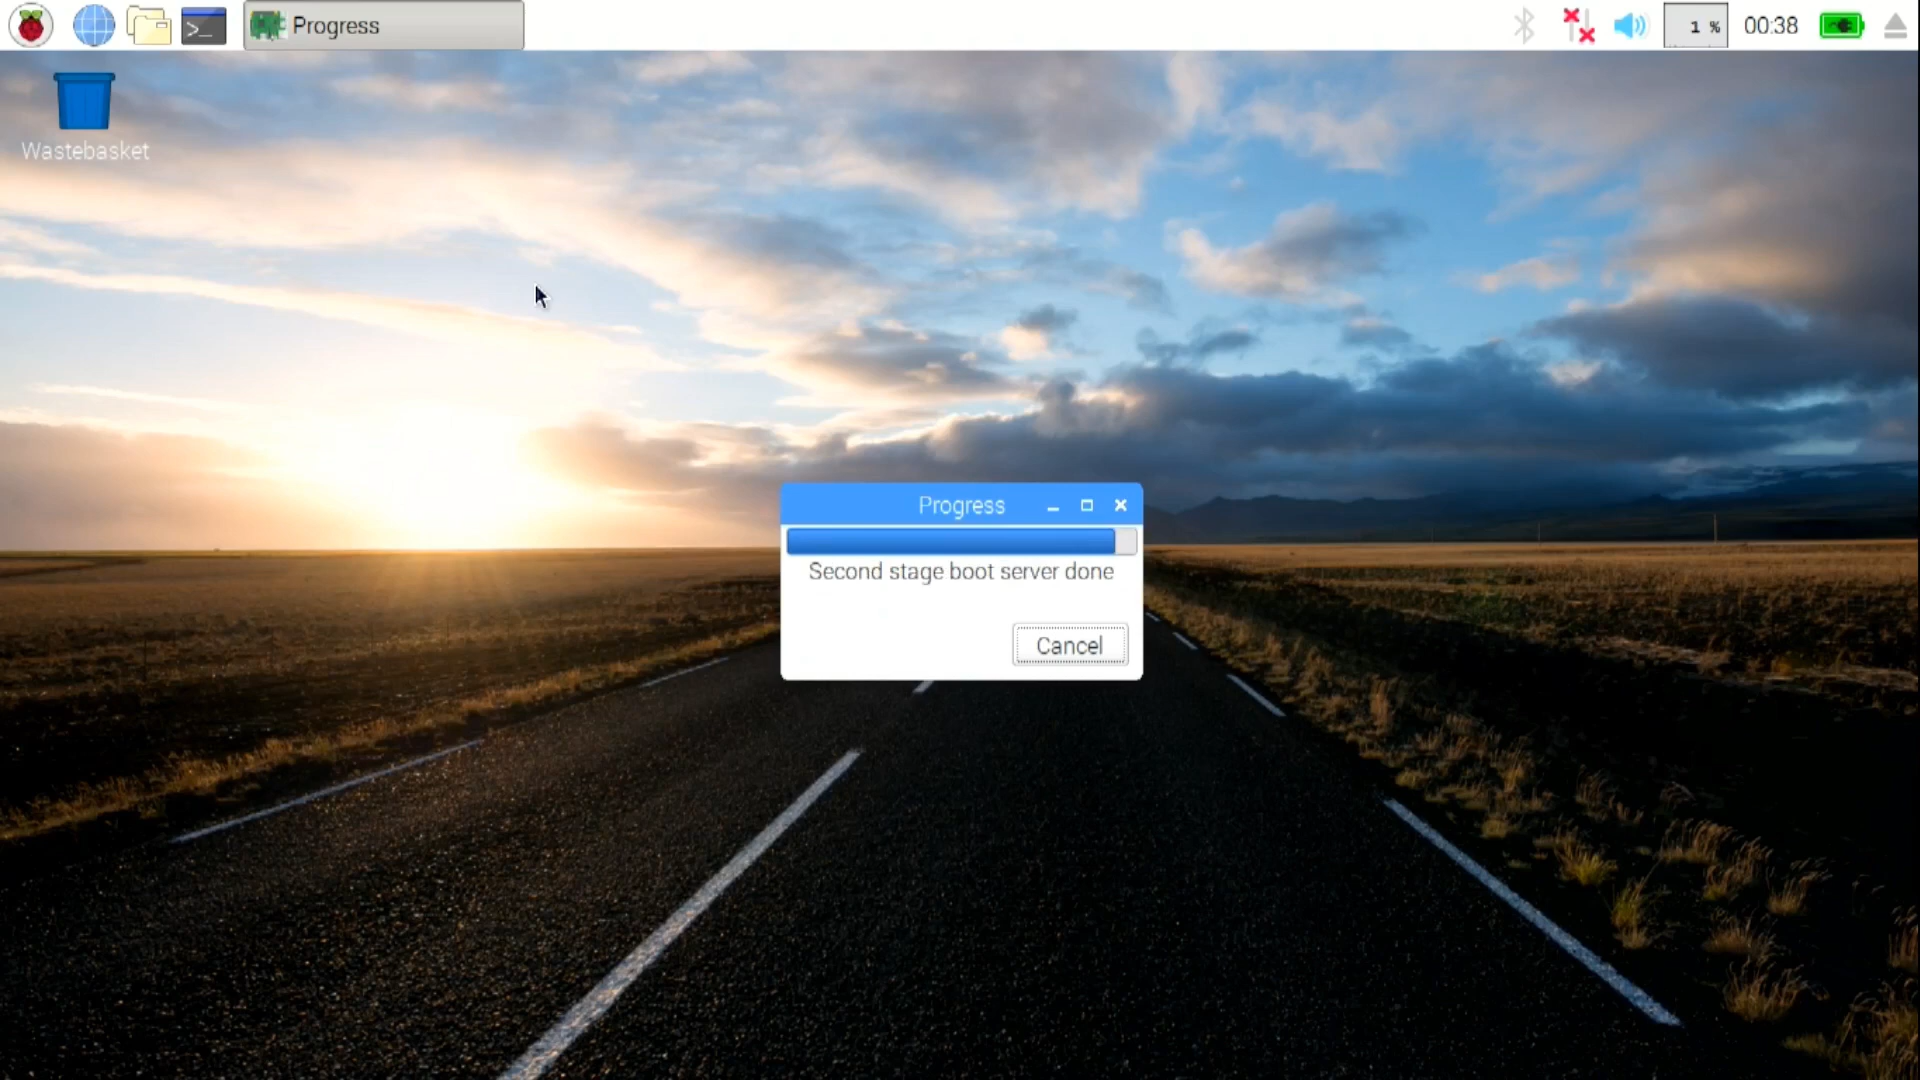 Progress
1 %
00:38
Wastebasket
Progress
Second stage boot server done
Cancel